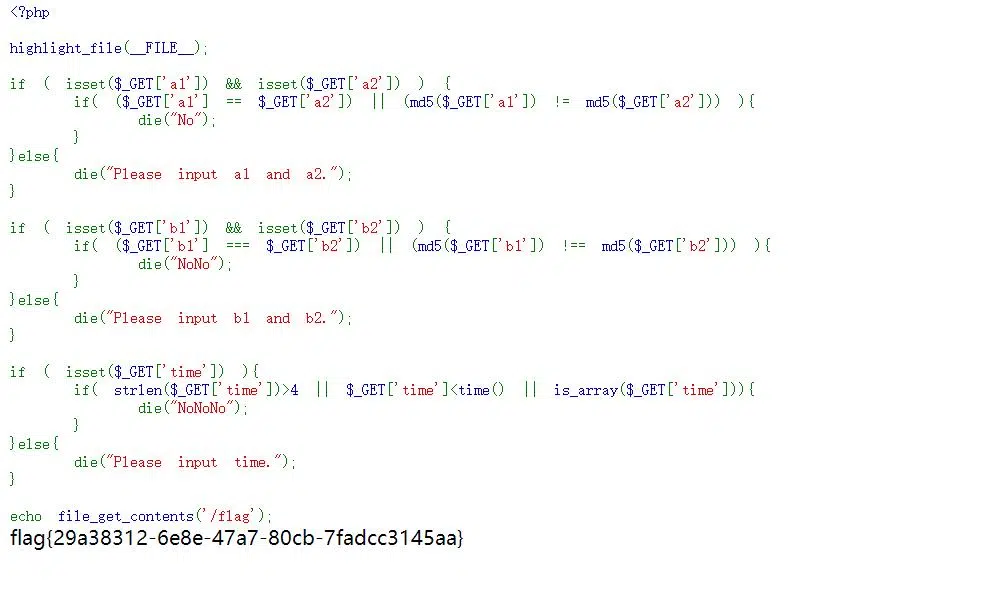 <?php
highlight_file(__FILE__);
if ( isset($_GET['a1']) && isset($_GET['a2']) ) {
if( ($_GET['a1'] == $_GET['a2']) || (md5($_GET['a1']) != md5($_GET['a2'])) ){
die("No");
}
}else{
die("Please input a1 and a2.");
}
if ( isset($_GET['b1']) && isset($_GET['b2']) ) {
if( ($_GET['b1'] === $_GET['b2']) || (md5($_GET['b1']) !== md5($_GET['b2'])) ){
die("NoNo");
}
}else{
die("Please input b1 and b2.");
}
if ( isset($_GET['time']) ){
if( strlen($_GET['time'])>4 || $_GET['time']<time() || is_array($_GET['time'])){
die("NoNoNo");
}
}else{
die("Please input time.");
}
echo file_get_contents('/flag');
flag{29a38312-6e8e-47a7-80cb-7fadcc3145aa}